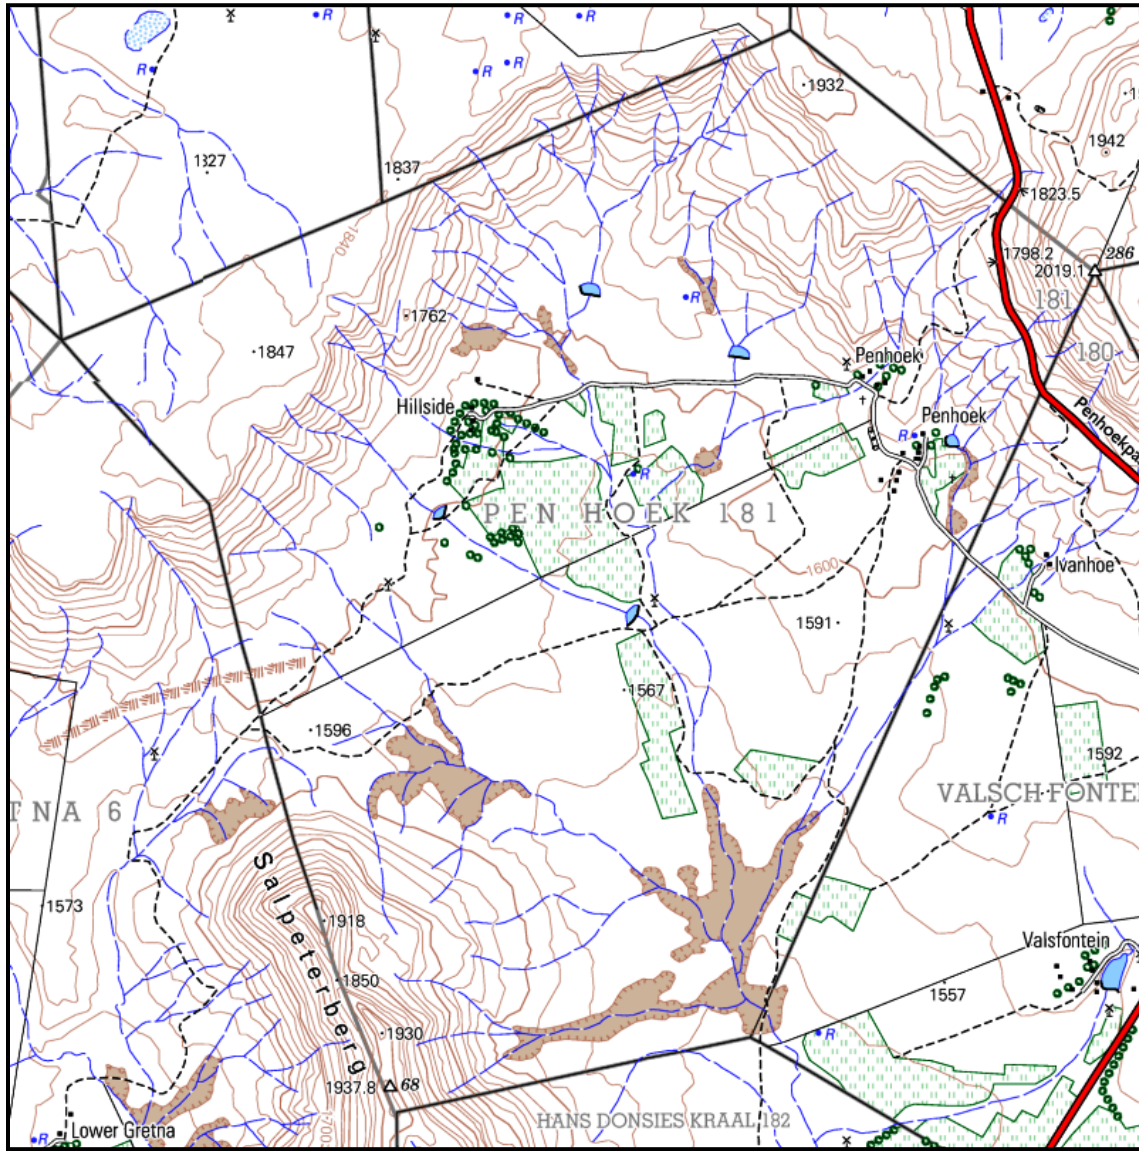 R
R
R
R
R
R
1932
1942
1327
1837
1823.5
1840
1798.2
286
2019.1
181
R
1762
180
1847
Penhoek
Hillside
Penhoek
R
Penhoekpa
R
PEN HOEK 181
1600
Ivanhoe
1591
1567
1596
1592
TNA 6
VALSCH FONTE
R
Salpeterberg
1573
1918
Valsfontein
1850
1557
1930
R
1937.8
68
1700
HANS DONSIES KRAAL 182
Lower Gretna
R